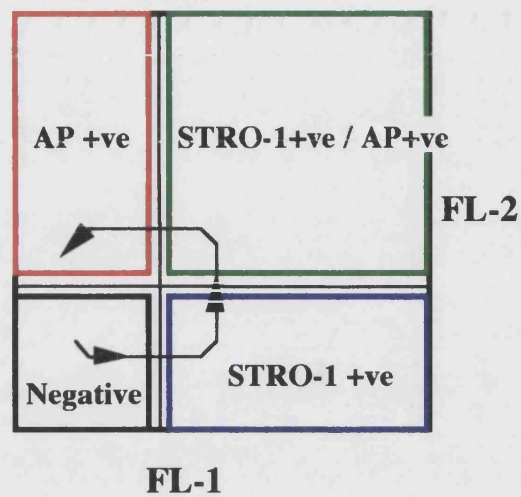 AP +ve
STRO-1+ve / AP+ve
FL-2
Negative
STRO-1 +ve
FL-1